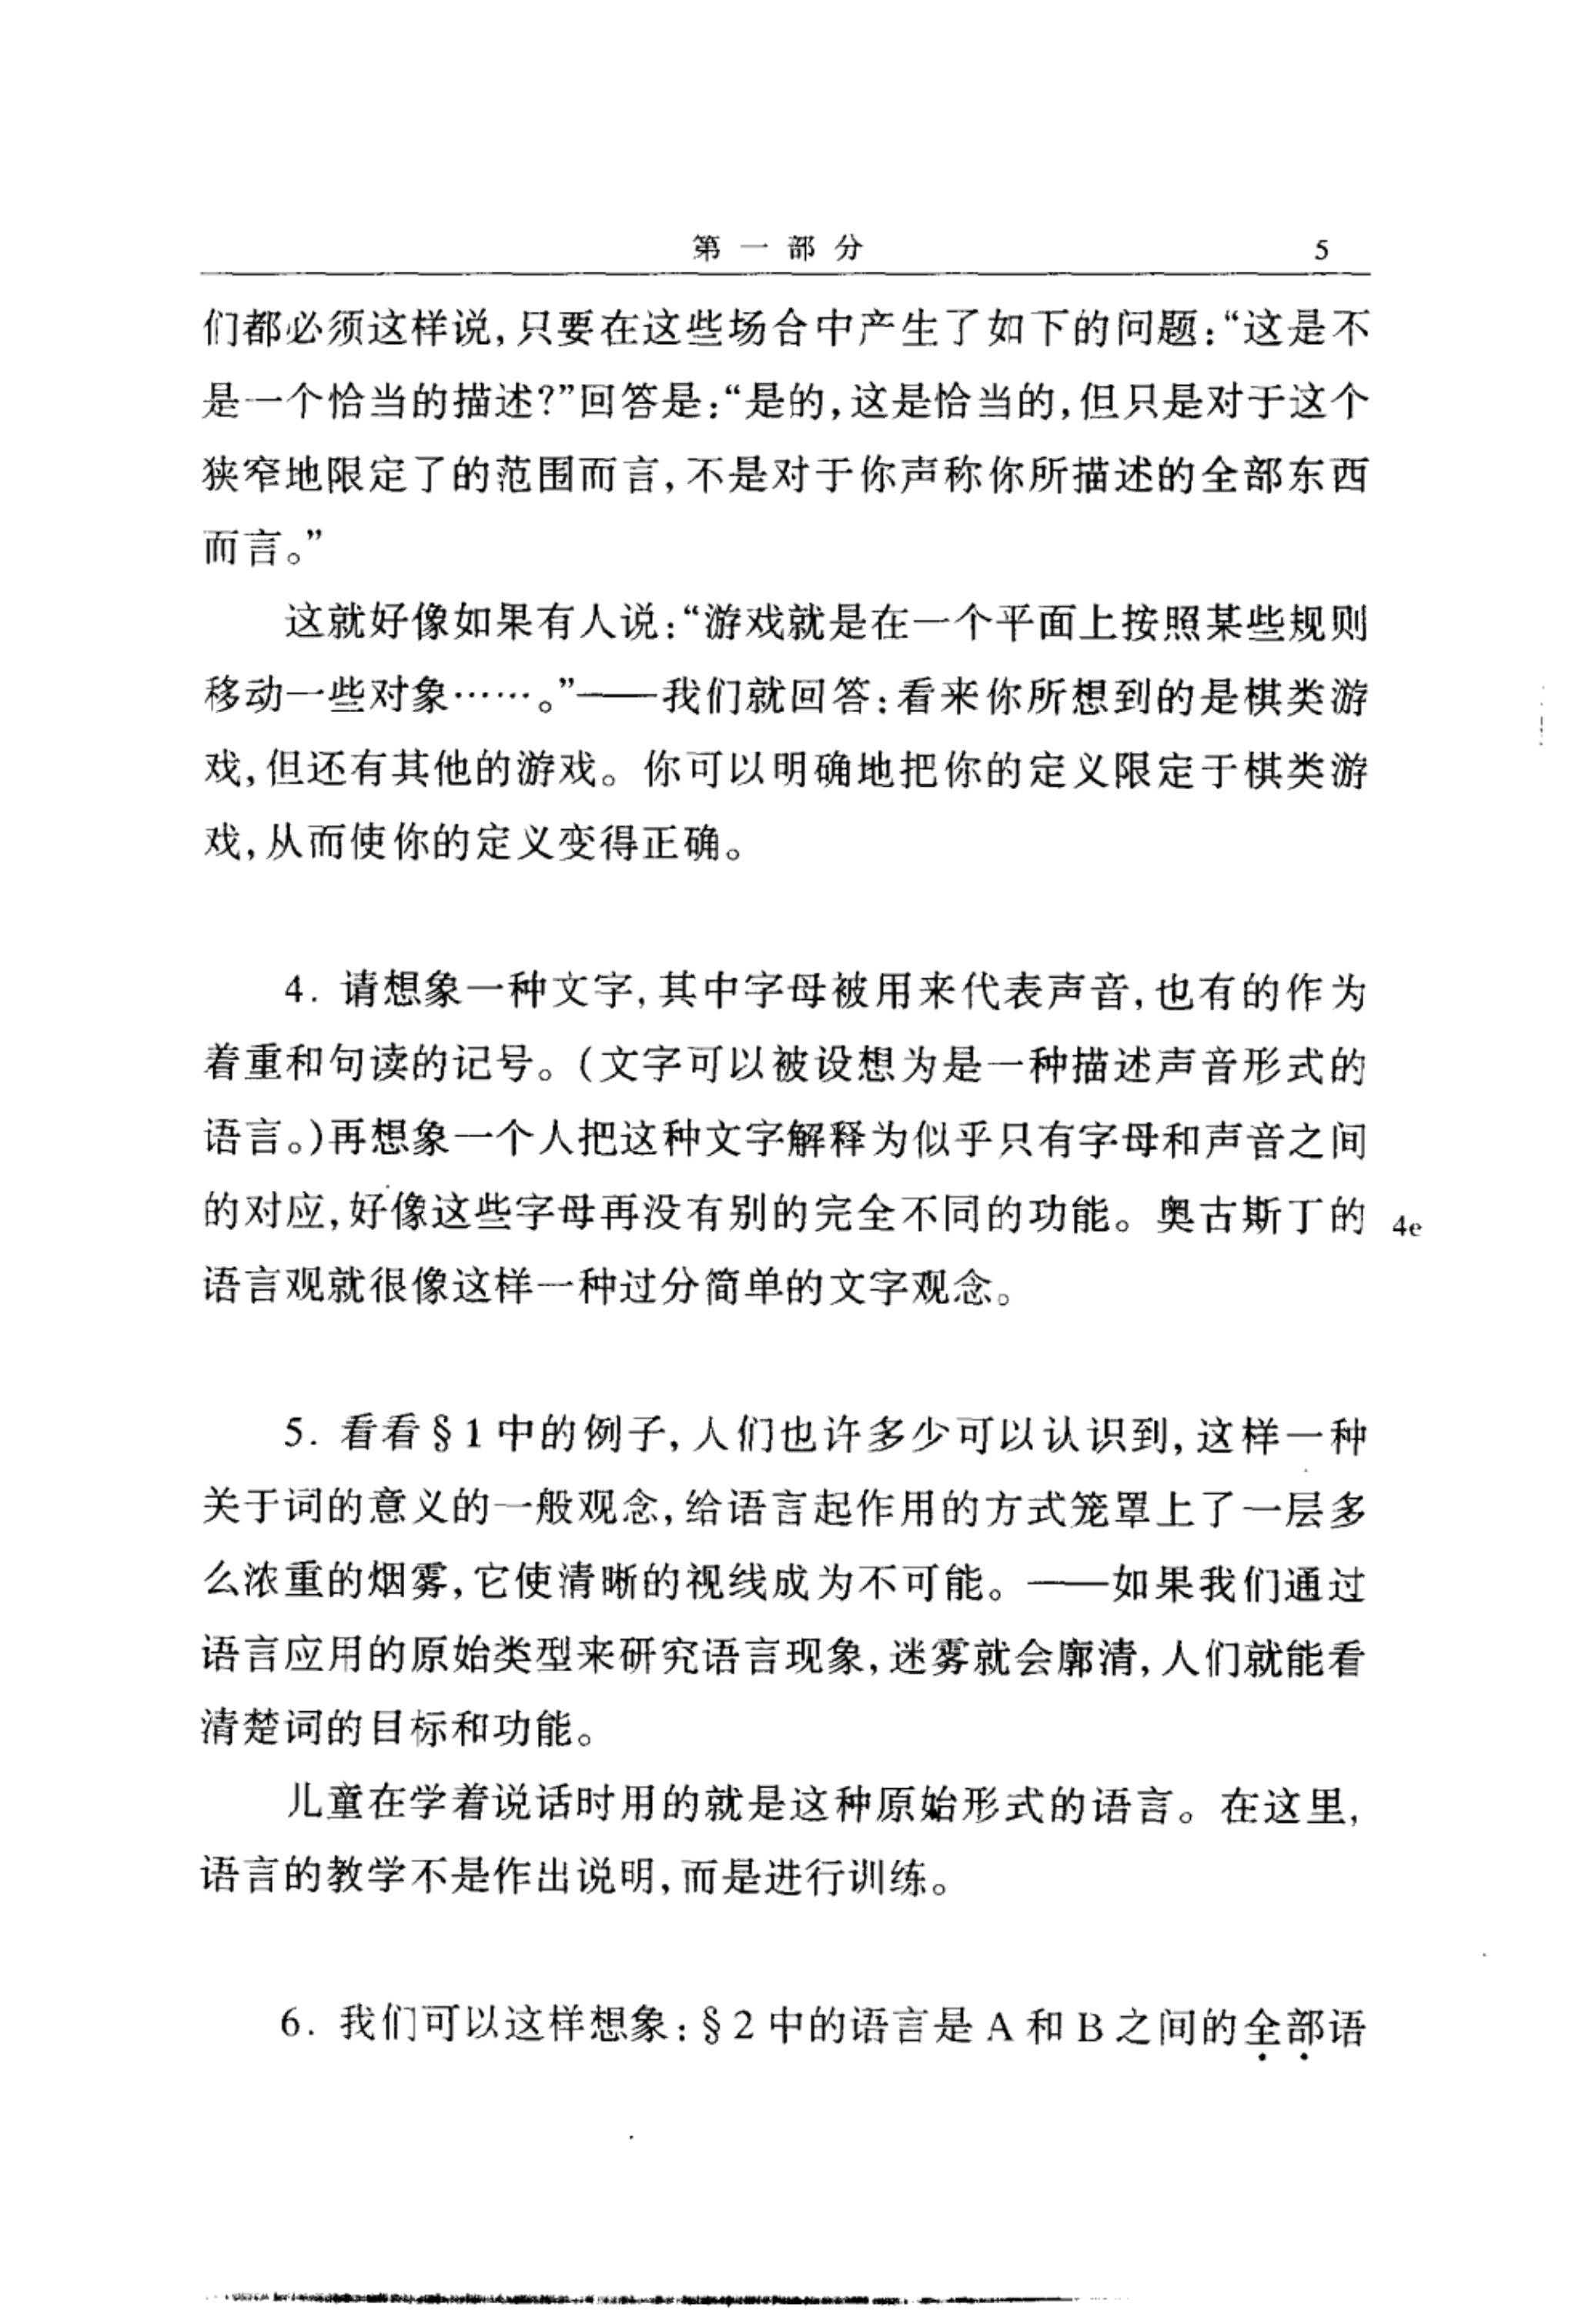 第一部分 5
们都必须这样说,只要在这些场合中产生了如下的问题:“这是不
是一个恰当的描述?”回答是:“是的,这是恰当的,但只是对于这个
狭窄地限定了的范围而言,不是对于你声称你所描述的全部东西
而言。”
这就好像如果有人说:“游戏就是在一个平面上按照某些规则
移动一些对象……。”——我们就回答:看来你所想到的是棋类游
戏,但还有其他的游戏。你可以明确地把你的定义限定于棋类游
戏,从而使你的定义变得正确。
4. 请想象一种文字,其中字母被用来代表声音,也有的作为
着重和句读的记号。(文字可以被设想为是一种描述声音形式的
语言。)再想象一个人把这种文字解释为似乎只有字母和声音之间
的对应,好像这些字母再没有别的完全不同的功能。奥古斯丁的 4e
语言观就很像这样一种过分简单的文字观念。
5. 看看§1中的例子,人们也许多少可以认识到,这样一种
关于词的意义的一般观念,给语言起作用的方式笼罩上了一层多
么浓重的烟雾,它使清晰的视线成为不可能。——如果我们通过
语言应用的原始类型来研究语言现象,迷雾就会廓清,人们就能看
清楚词的目标和功能。
儿童在学着说话时用的就是这种原始形式的语言。在这里,
语言的教学不是作出说明,而是进行训练。
6. 我们可以这样想象:§2中的语言是A和B之间的全部语